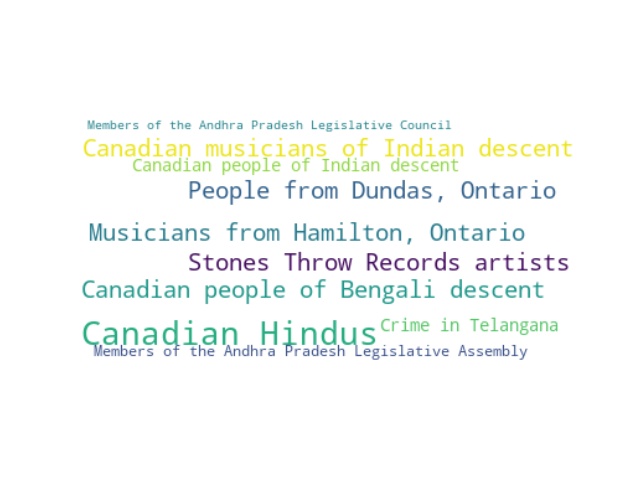 Members of the Andhra Pradesh Legislative Council
Canadian musicians of Indian descent
Canadian people of Indian descent
People from Dundas, Ontario
Musicians from Hamilton, Ontario
Stones Throw Records artists
Canadian people of Bengali descent
Canadian Hindus
Crime in Telangana
Members of the Andhra Pradesh Legislative Assembly